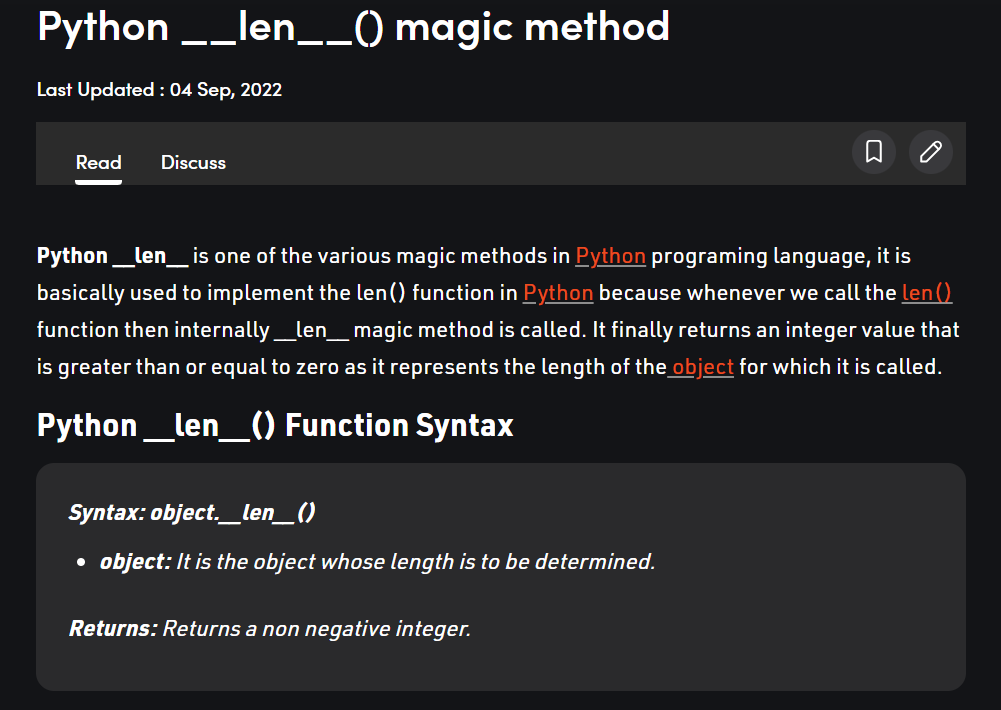 Python __len__() magic method
Last Updated : 04 Sep, 2022
Read Discuss
Python __len__ is one of the various magic methods in Python programing language, it is
basically used to implement the len() function in Python because whenever we call the len()
function then internally __len__ magic method is called. It finally returns an integer value that
is greater than or equal to zero as it represents the length of the object for which it is called.
Python __len__() Function Syntax
Syntax: object.__len__()
• object: It is the object whose length is to be determined.
Returns: Returns a non negative integer.